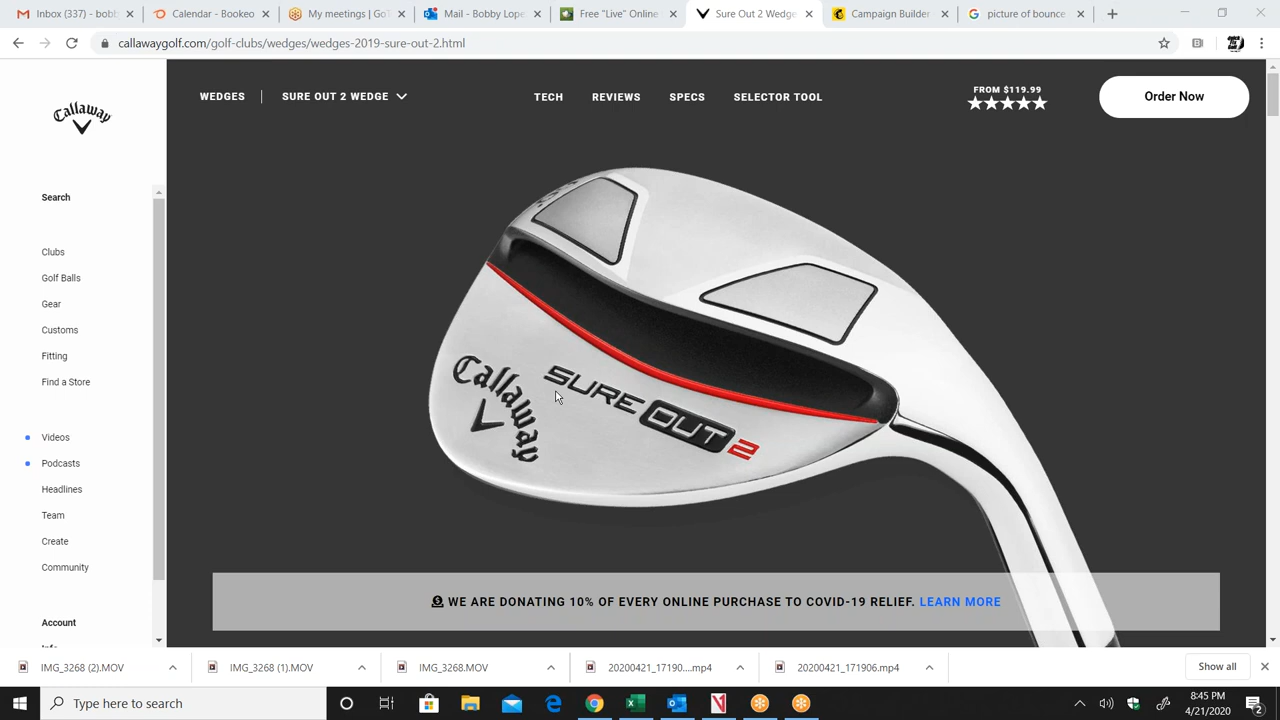 Inbox (337) - bobb
Calendar - Bookeo
My meetings | GoT
Mail - Bobby Lope
Free "Live" Online
Sure Out 2 Wedge
Campaign Builder
picture of bounce
callawaygolf.com/golf-clubs/wedges/wedges-2019-sure-out-2.html
Callaway
Search
Clubs
Golf Balls
Gear
Customs
Fitting
Find a Store
Videos
Podcasts
Headlines
Team
Create
Community
Account
WEDGES | SURE OUT 2 WEDGE
TECH REVIEWS SPECS SELECTOR TOOL
FROM $119.99
Order Now
Callaway
SURE OUT 2
WE ARE DONATING 10% OF EVERY ONLINE PURCHASE TO COVID-19 RELIEF. LEARN MORE
IMG_3268 (2).MOV
IMG_3268 (1).MOV
IMG_3268.MOV
20200421_17190....mp4
20200421_171906.mp4
Show all
Type here to search
8:45 PM
4/21/2020
2